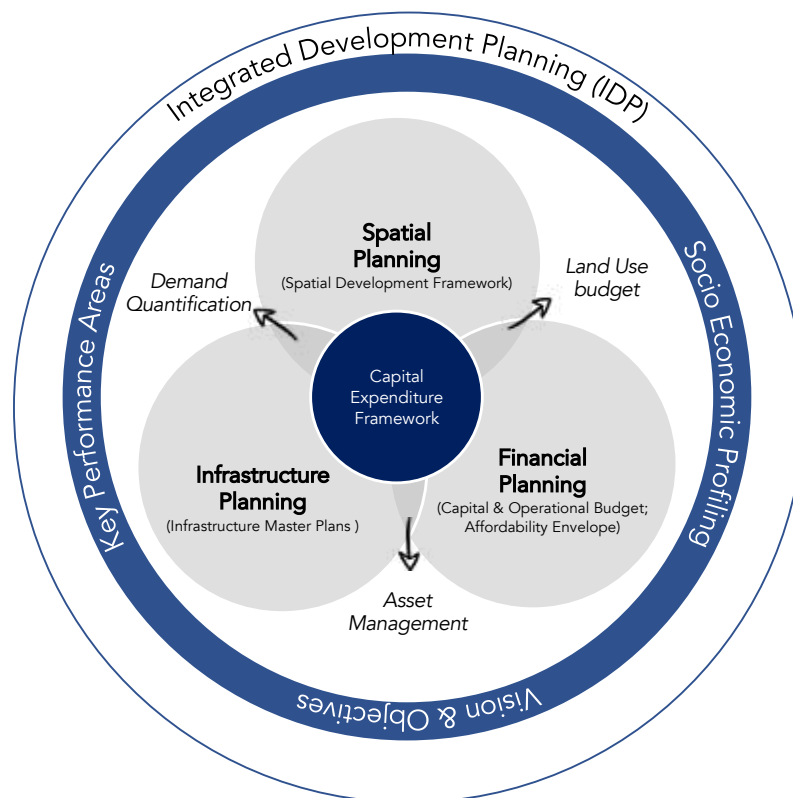 Integrated Development Planning (IDP)
Spatial
Planning
(Spatial Development Framework)
Demand
Quantification
Land Use
budget
Key Performance Areas
Socio Economic Profiling
Capital
Expenditure
Framework
Infrastructure
Planning
(Infrastructure Master Plans )
Financial
Planning
(Capital & Operational Budget;
Affordability Envelope)
Asset
Management
Vision & Objectives